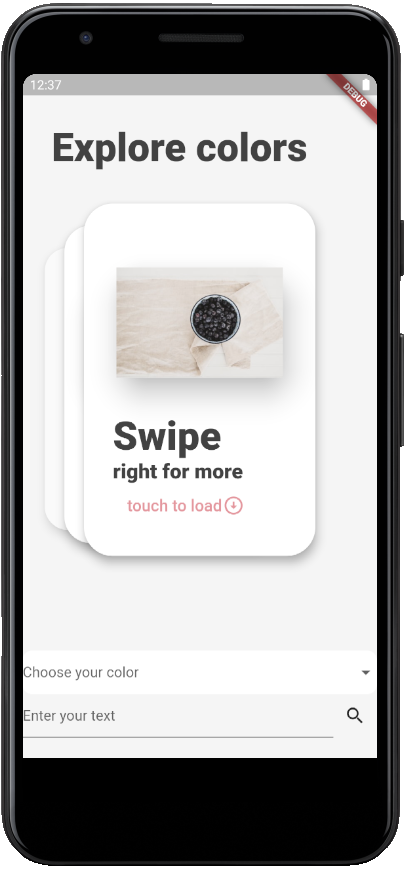 12:37
DEBUG
Explore colors
Swipe
right for more
touch to load
Choose your color
Enter your text